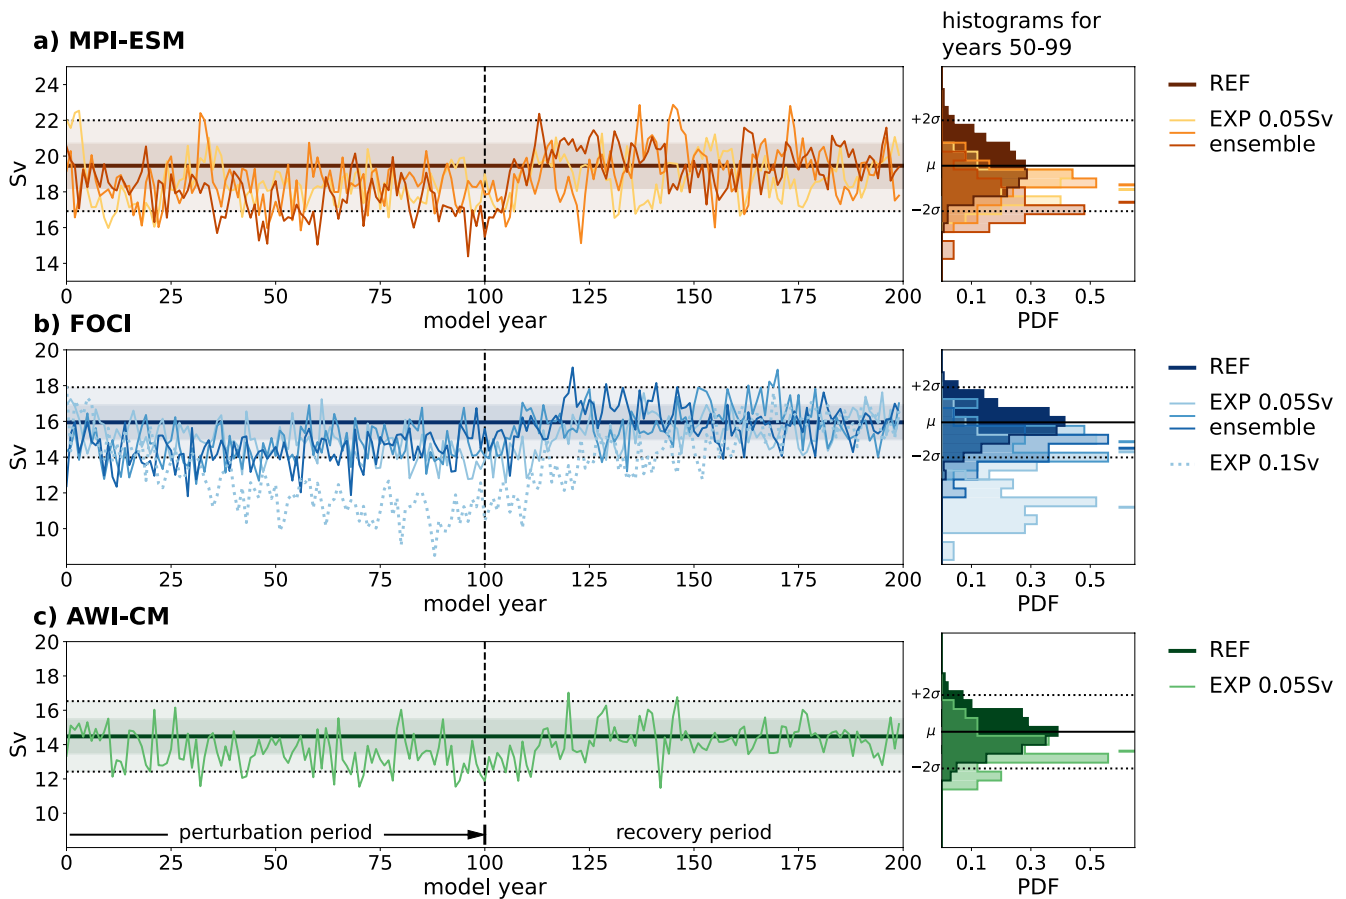 a) MPI-ESM
histograms for
years 50-99
Sv
24
22
20
18
16
14
0
25
50
75
100
125
150
175
200
model year
+2σ
μ
−2σ
0.1
0.3
0.5
PDF
REF
EXP 0.05Sv
ensemble
b) FOCI
Sv
20
18
16
14
12
10
0
25
50
75
100
125
150
175
200
model year
+2σ
μ
−2σ
0.1
0.3
0.5
PDF
REF
EXP 0.05Sv
ensemble
EXP 0.1Sv
c) AWI-CM
Sv
20
18
16
14
12
10
perturbation period
recovery period
0
25
50
75
100
125
150
175
200
model year
+2σ
μ
−2σ
0.1
0.3
0.5
PDF
REF
EXP 0.05Sv